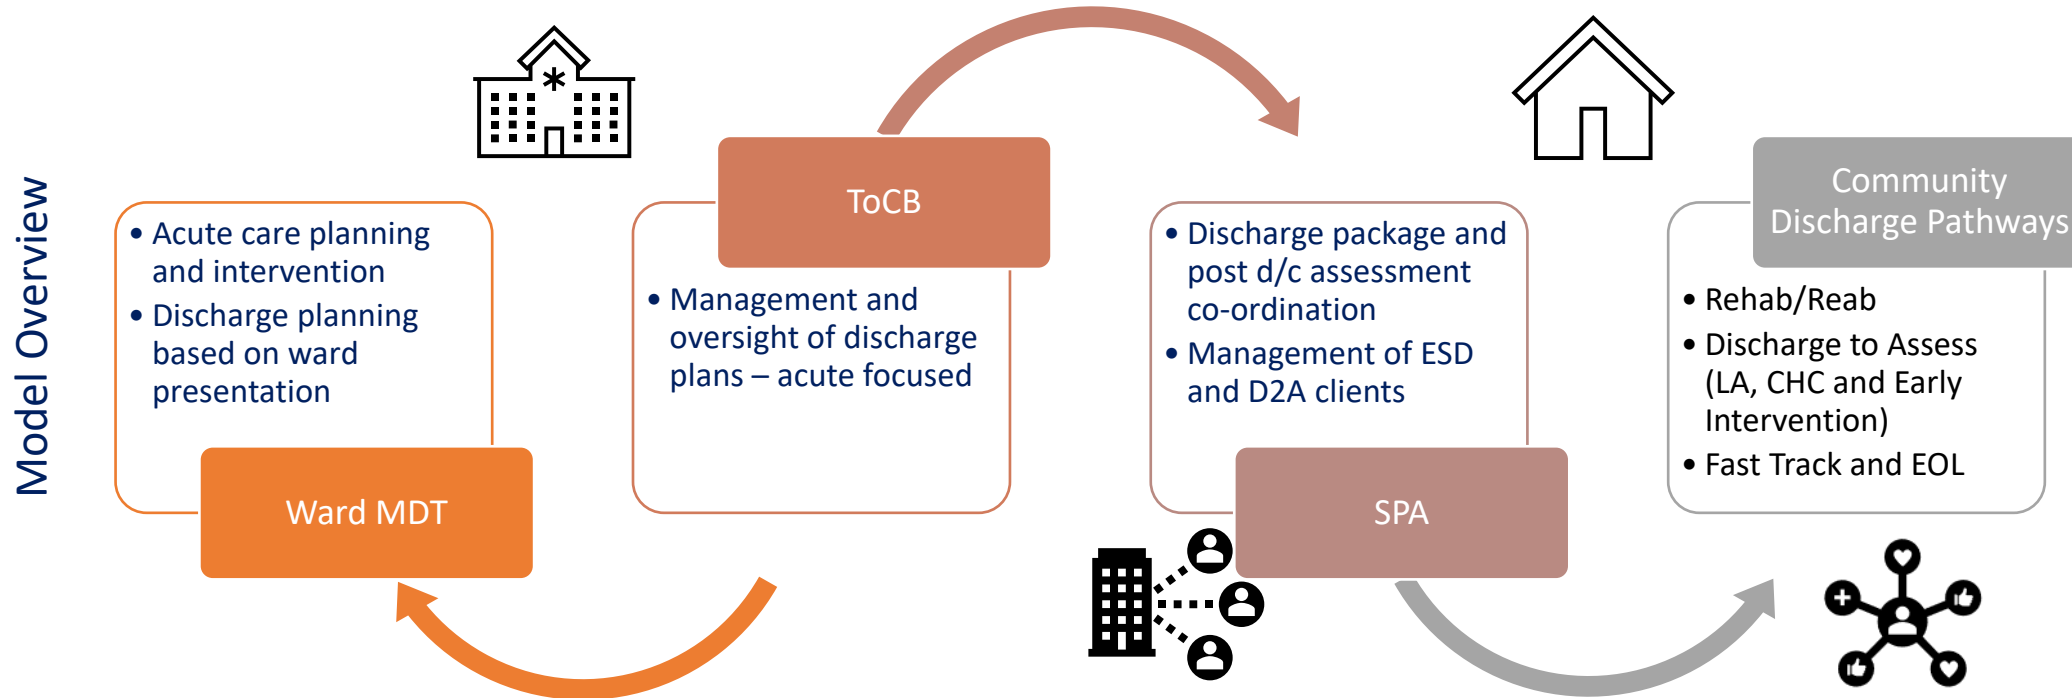 Model Overview
• Acute care planning
and intervention
• Discharge planning
based on ward
presentation
Ward MDT
ToCB
• Management and
oversight of discharge
plans – acute focused
• Discharge package and
post d/c assessment
co-ordination
• Management of ESD
and D2A clients
SPA
Community
Discharge Pathways
• Rehab/Reab
• Discharge to Assess
(LA, CHC and Early
Intervention)
• Fast Track and EOL